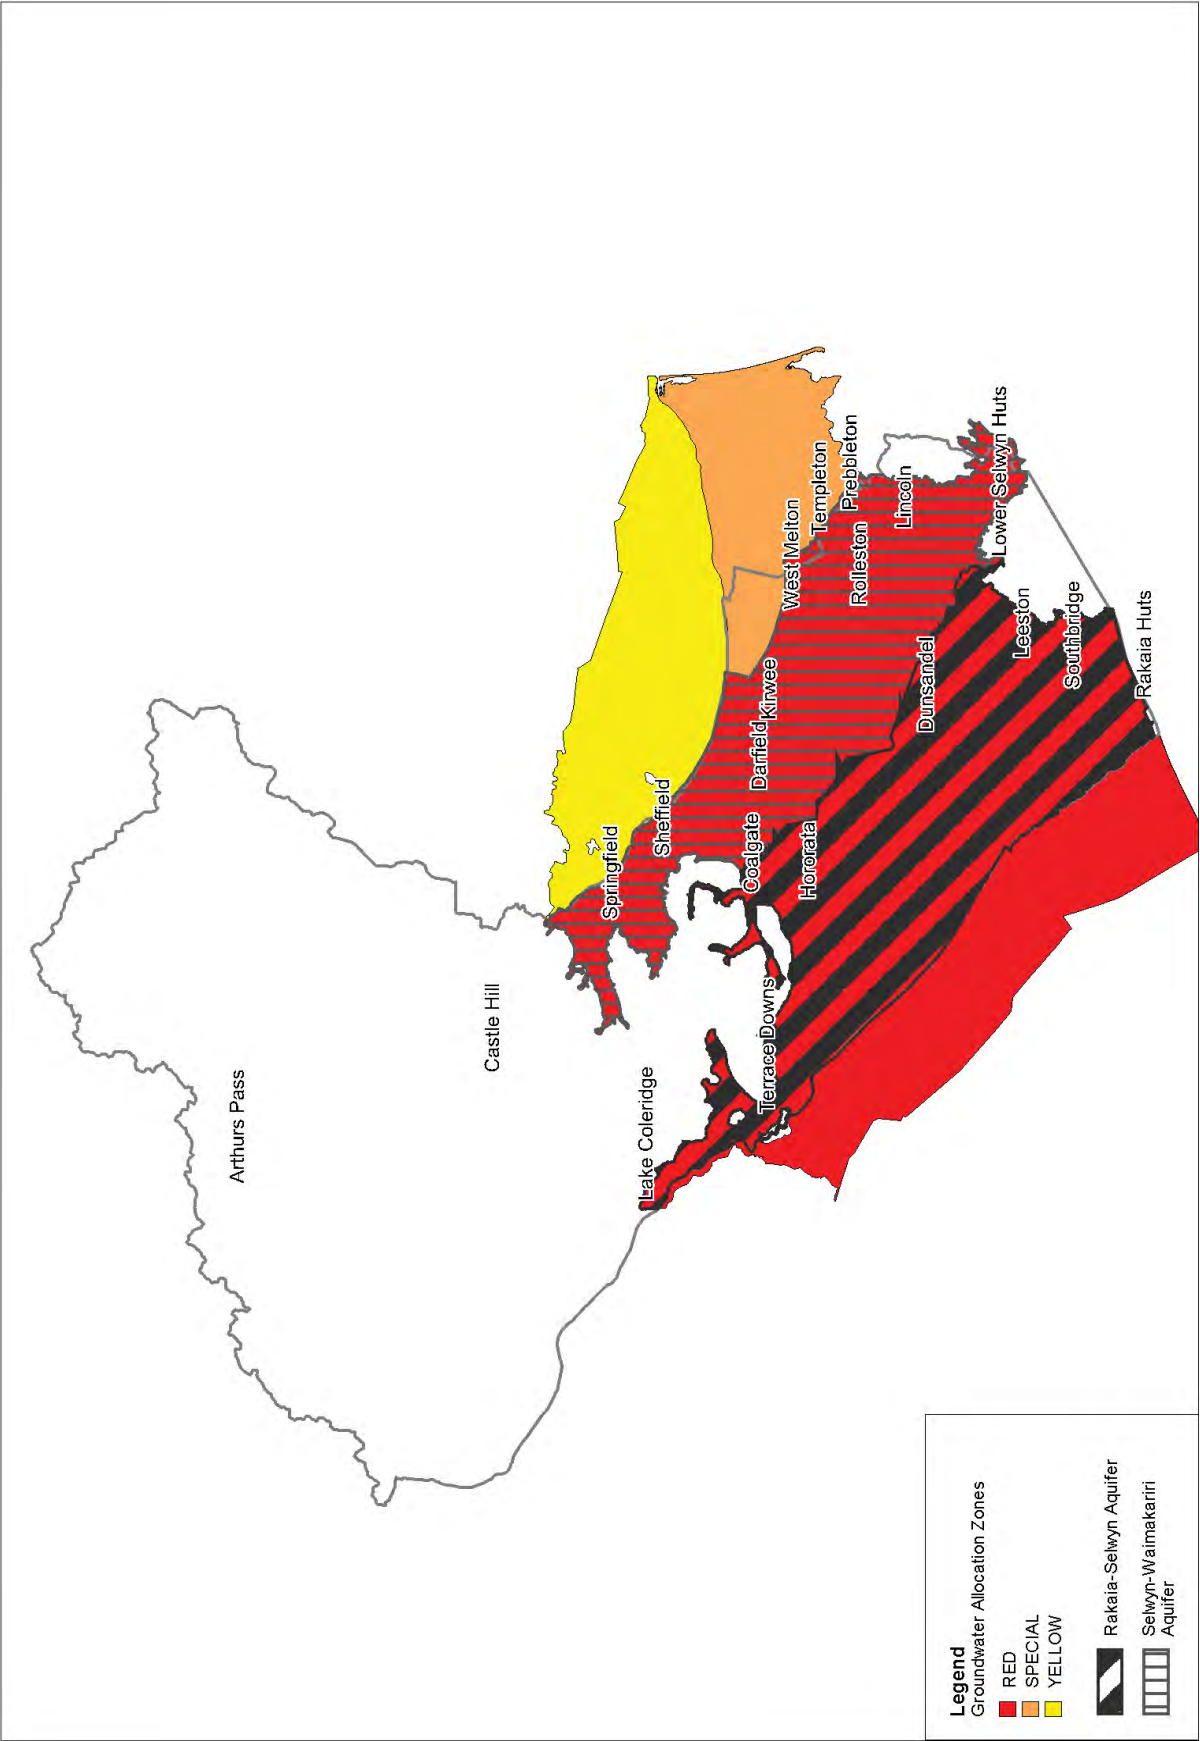 Arthurs Pass
Castle Hill
Lake Coleridge
Springfield
Sheffield
Terrace Downs
Coalgate
Hororata
Darfield
Kirwee
West Melton
Templeton
Prebbleton
Rolleston
Lincoln
Dunsandel
Lower Selwyn Huts
Leeston
Southbridge
Rakaia Huts
Legend
Groundwater Allocation Zones
RED
SPECIAL
YELLOW
Rakaia-Selwyn Aquifer
Selwyn-Waimakariri
Aquifer